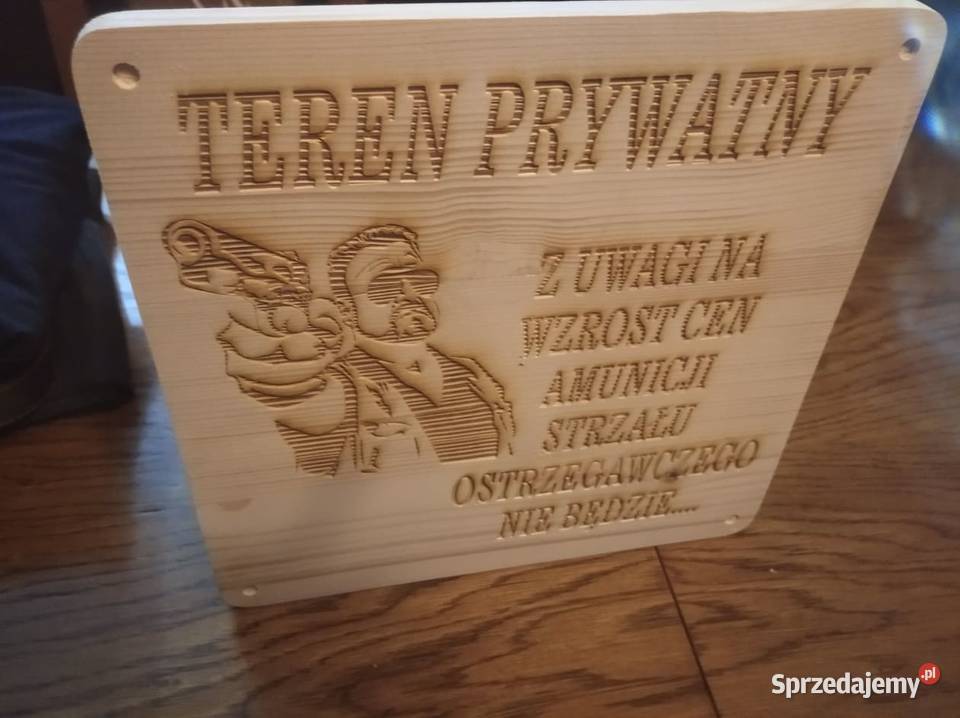 TEREN PRYWATNY
Z UWAGI NA
WZROST CEN
AMUNICJI
STRZAŁU
OSTRZEGAWCZEGO
NIE BĘDZIE....
Sprzedajemy.pl